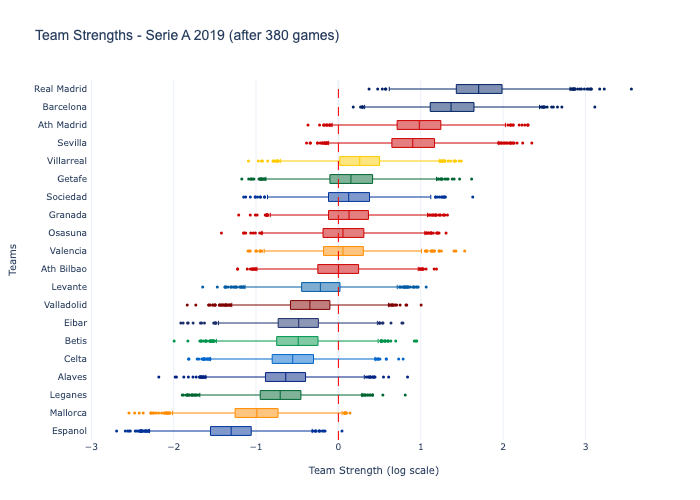 Team Strengths - Serie A 2019 (after 380 games)
Real Madrid
Barcelona
Ath Madrid
Sevilla
Villarreal
Getafe
Sociedad
Granada
Osasuna
Valencia
Ath Bilbao
Levante
Valladolid
Eibar
Betis
Celta
Alaves
Leganes
Mallorca
Espanol
Teams
−3 −2 −1 0 1 2 3
Team Strength (log scale)